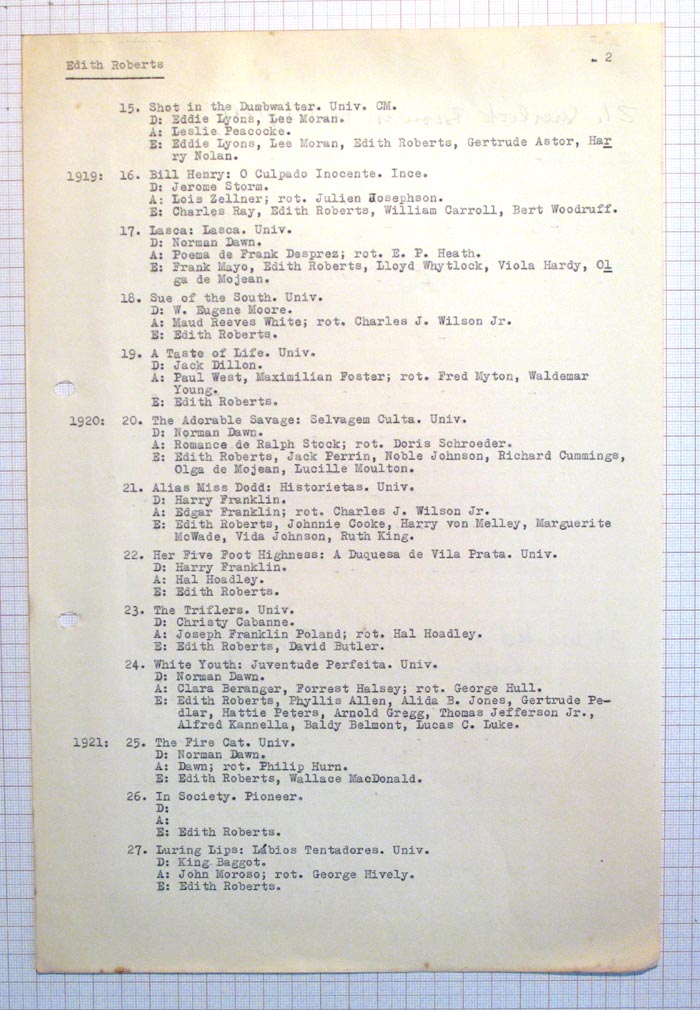 Edith Roberts
- 2
15. Shot in the Dumbwaiter. Univ. CM.
D: Eddie Lyons, Lee Moran.
A: Leslie Peacocke.
E: Eddie Lyons, Lee Moran, Edith Roberts, Gertrude Astor, Har
ry Nolan.
1919: 16. Bill Henry: O Culpado Inocente. Ince.
D: Jerome Storm.
A: Lois Zellner; rot. Julien Josephson.
E: Charles Ray, Edith Roberts, William Carroll, Bert Woodruff.
17. Lasca: Lasca. Univ.
D: Norman Dawn.
A: Poema de Frank Desprez; rot. E. P. Heath.
E: Frank Mayo, Edith Roberts, Lloyd Whytlock, Viola Hardy, Ol
ga de Mojean.
18. Sue of the South. Univ.
D: W. Eugene Moore.
A: Maud Reeves White; rot. Charles J. Wilson Jr.
E: Edith Roberts.
19. A Taste of Life. Univ.
D: Jack Dillon.
A: Paul West, Maximilian Foster; rot. Fred Myton, Waldemar
Young.
E: Edith Roberts.
1920: 20. The Adorable Savage: Selvagem Culta. Univ.
D: Norman Dawn.
A: Romance de Ralph Stock; rot. Doris Schroeder.
E: Edith Roberts, Jack Perrin, Noble Johnson, Richard Cummings,
Olga de Mojean, Lucille Moulton.
21. Alias Miss Dodd: Historietas. Univ.
D: Harry Franklin.
A: Edgar Franklin; rot. Charles J. Wilson Jr.
E: Edith Roberts, Johnnie Cooke, Harry von Melley, Marguerite
McWade, Vida Johnson, Ruth King.
22. Her Five Foot Highness: A Duquesa de Vila Prata. Univ.
D: Harry Franklin.
A: Hal Hoadley.
E: Edith Roberts.
23. The Triflers. Univ.
D: Christy Cabanne.
A: Joseph Franklin Poland; rot. Hal Hoadley.
E: Edith Roberts, David Butler.
24. White Youth: Juventude Perfeita. Univ.
D: Norman Dawn.
A: Clara Beranger, Forrest Halsey; rot. George Hull.
E: Edith Roberts, Phyllis Allen, Alida B. Jones, Gertrude Pe-
dlar, Hattie Peters, Arnold Gregg, Thomas Jefferson Jr.,
Alfred Kannella, Baldy Belmont, Lucas C. Luke.
1921: 25. The Fire Cat. Univ.
D: Norman Dawn.
A: Dawn; rot. Philip Hurn.
E: Edith Roberts, Wallace MacDonald.
26. In Society. Pioneer.
D:
A:
E: Edith Roberts.
27. Luring Lips: Lábios Tentadores. Univ.
D: King Baggot.
A: John Moroso; rot. George Hively.
E: Edith Roberts.